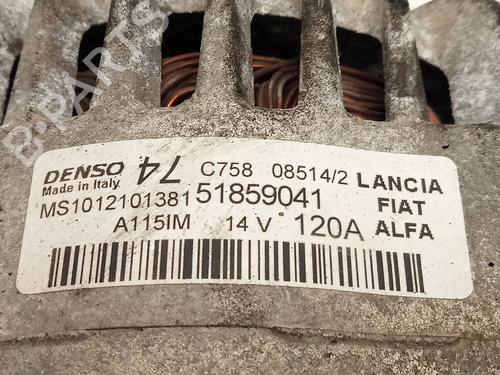 B-PARTS
DENSO 74 C758 08514/2 LANCIA
Made in Italy
MS1012101381 51859041 FIAT
A115IM 14 V 120A ALFA